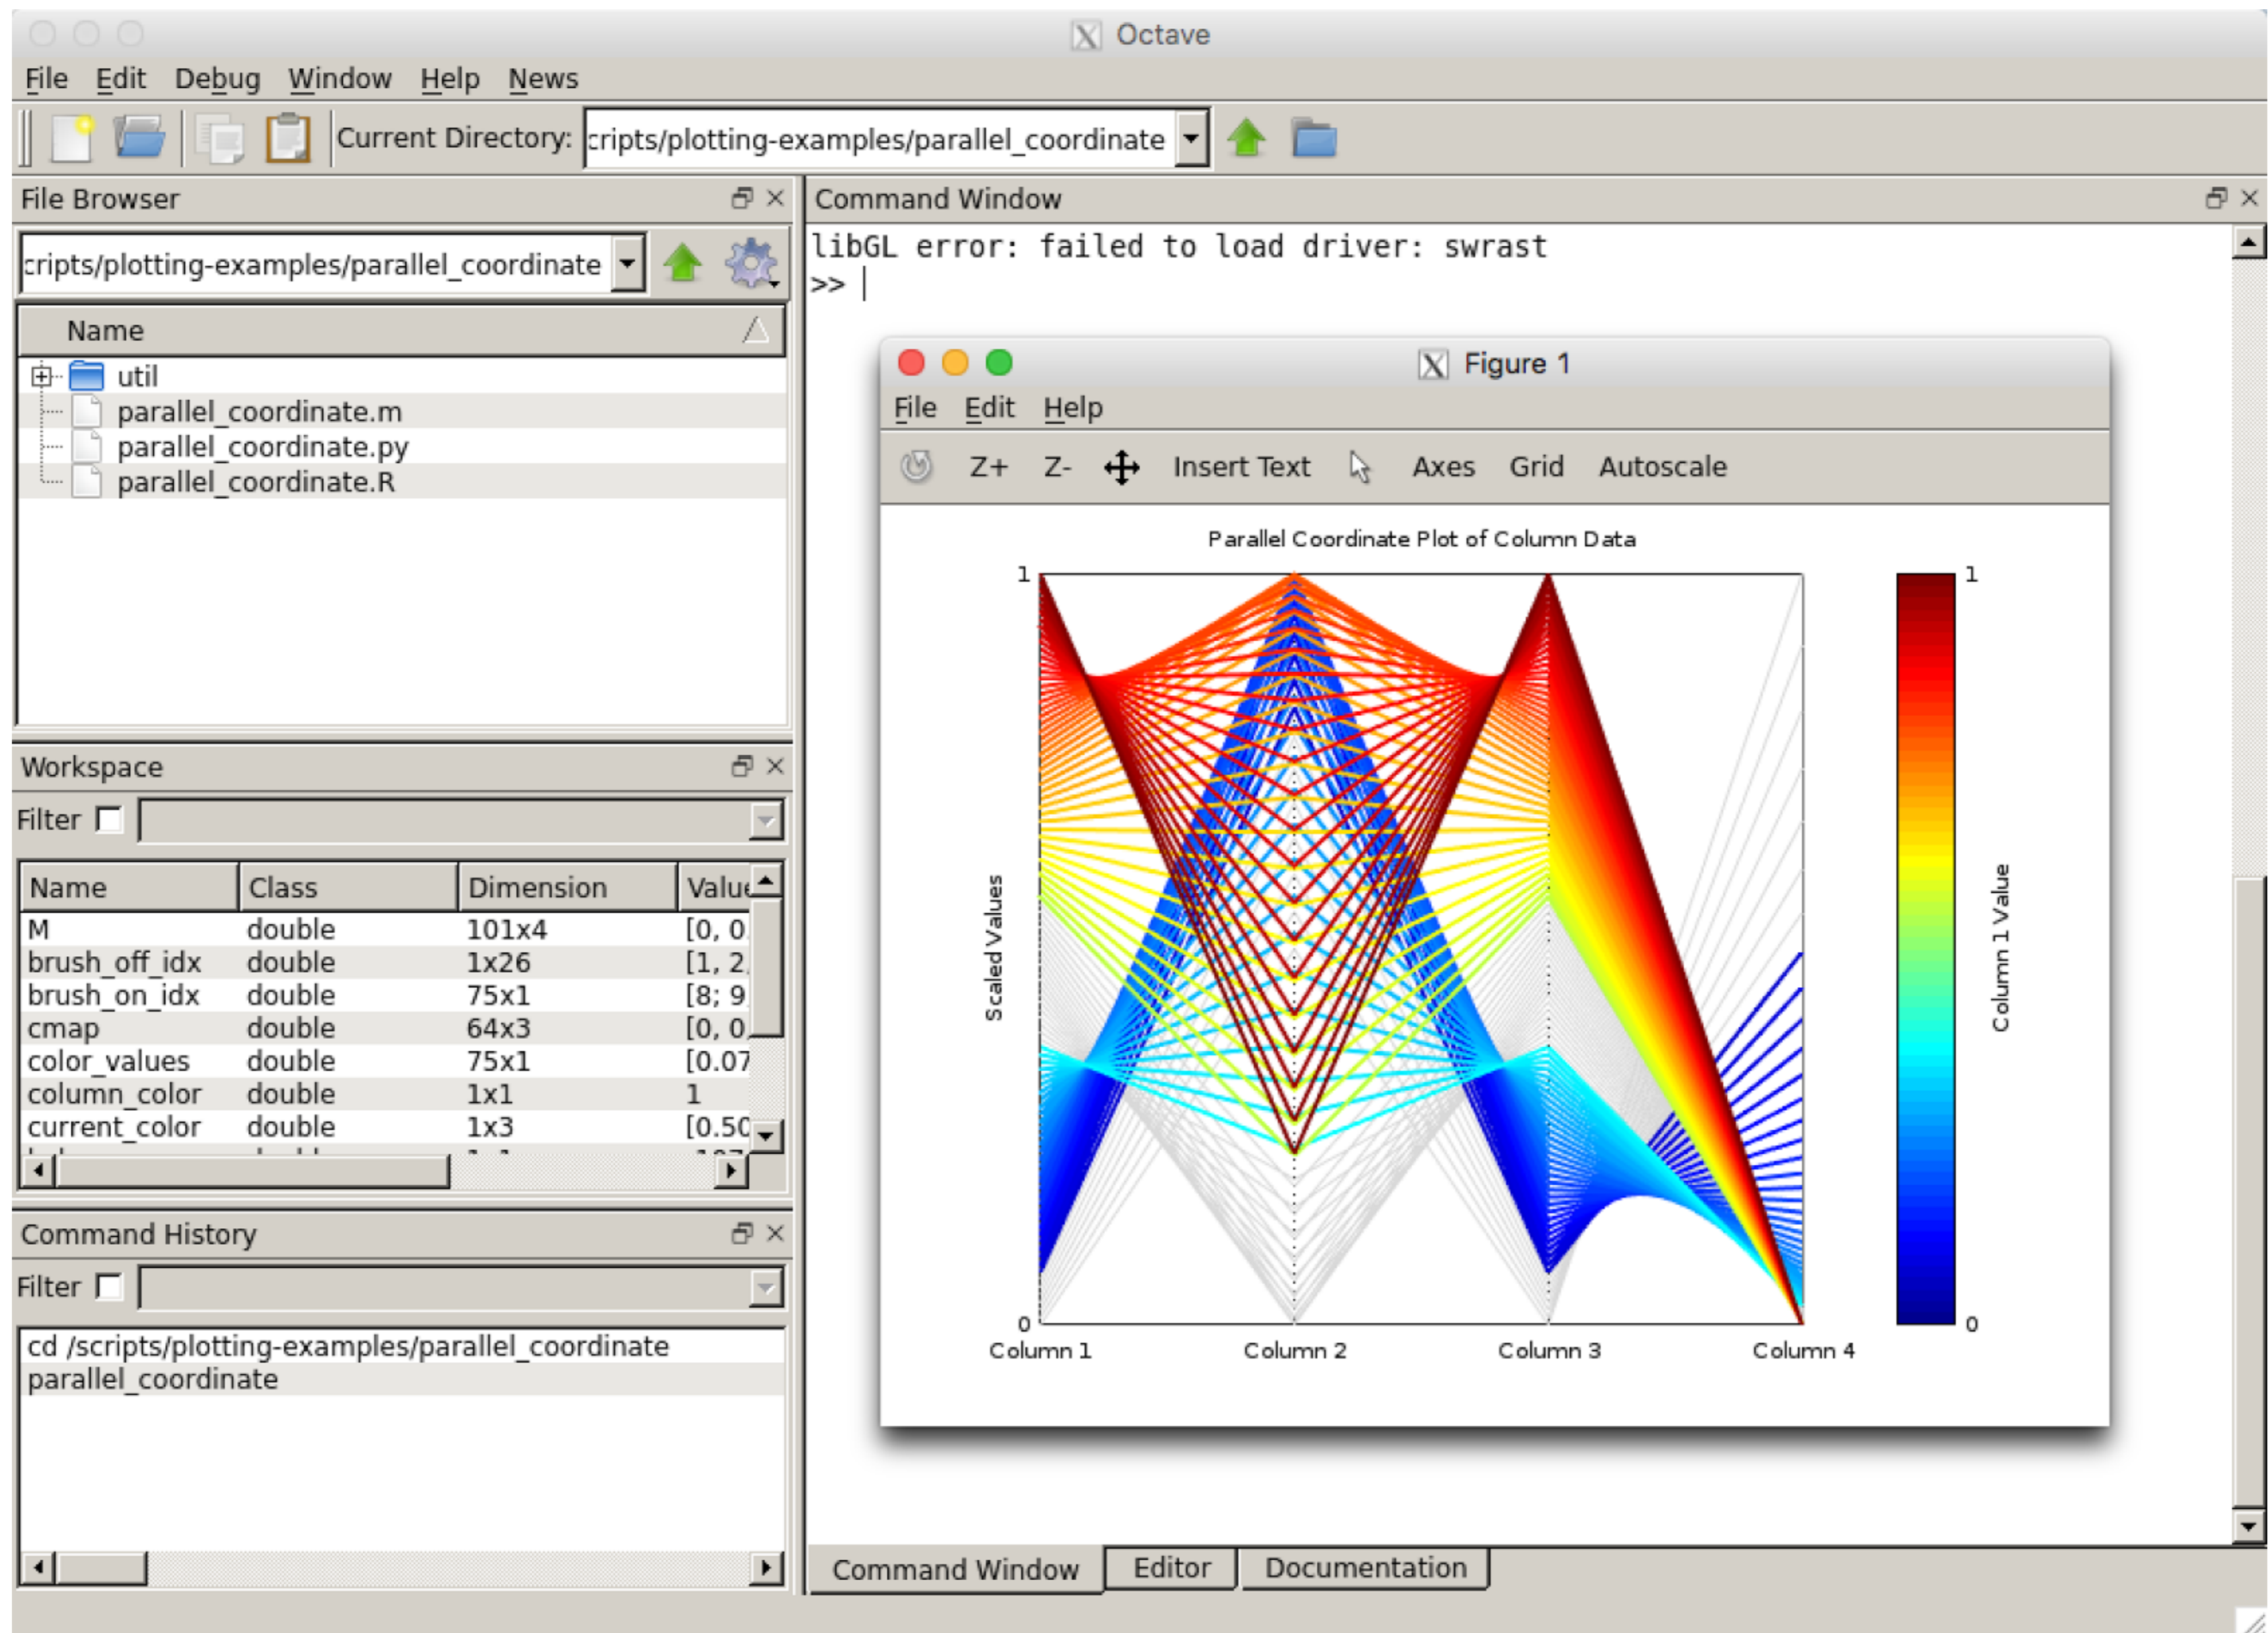 Octave
File Edit Debug Window Help News
Current Directory: cripts/plotting-examples/parallel_coordinate
File Browser
cripts/plotting-examples/parallel_coordinate
Name
util
parallel_coordinate.m
parallel_coordinate.py
parallel_coordinate.R
Workspace
Filter
Name Class Dimension Value
M double 101x4 [0, 0.
brush_off_idx double 1x26 [1, 2,
brush_on_idx double 75x1 [8; 9
cmap double 64x3 [0, 0,
color_values double 75x1 [0.07
column_color double 1x1 1
current_color double 1x3 [0.50
Command History
Filter
cd /scripts/plotting-examples/parallel_coordinate
parallel_coordinate
Command Window
libGL error: failed to load driver: swrast
>>
Figure 1
File Edit Help
Z+ Z- Insert Text Axes Grid Autoscale
Parallel Coordinate Plot of Column Data
1
Scaled Values
0
Column 1 Column 2 Column 3 Column 4
1
Column 1 Value
0
Command Window Editor Documentation